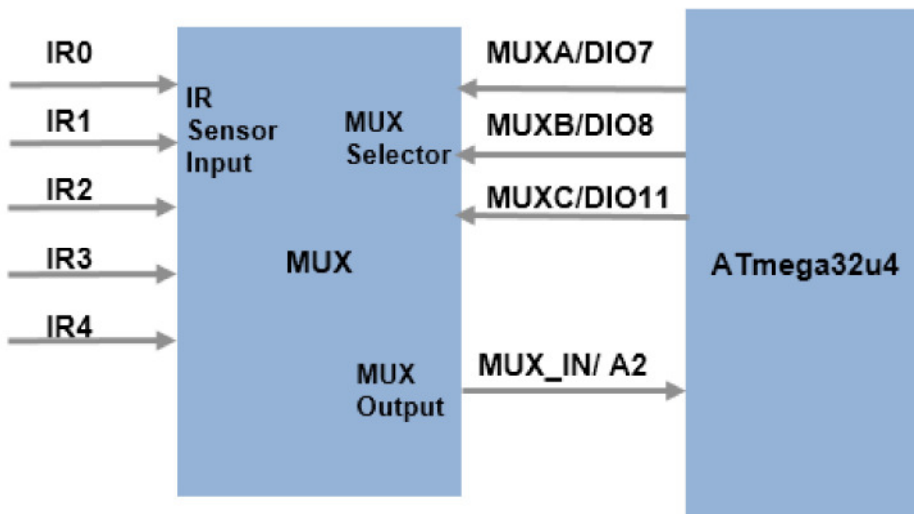 IR0
IR1
IR2
IR3
IR4
IR
Sensor
Input
MUX
Selector
MUX
MUX
Output
MUXA/DIO7
MUXB/DIO8
MUXC/DIO11
MUX_IN/ A2
ATmega32u4